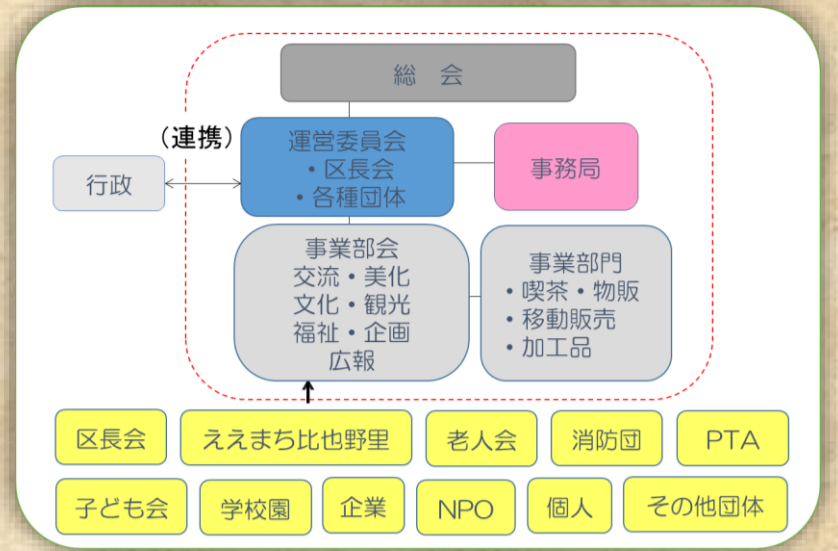 総　会
(連携)
運営委員会
・区長会
・各種団体
事務局
行政
事業部会
交流・美化
文化・観光
福祉・企画
広報
事業部門
・喫茶・物販
・移動販売
・加工品
区長会
ええまち比也野里
老人会
消防団
PTA
子ども会
学校園
企業
NPO
個人
その他団体